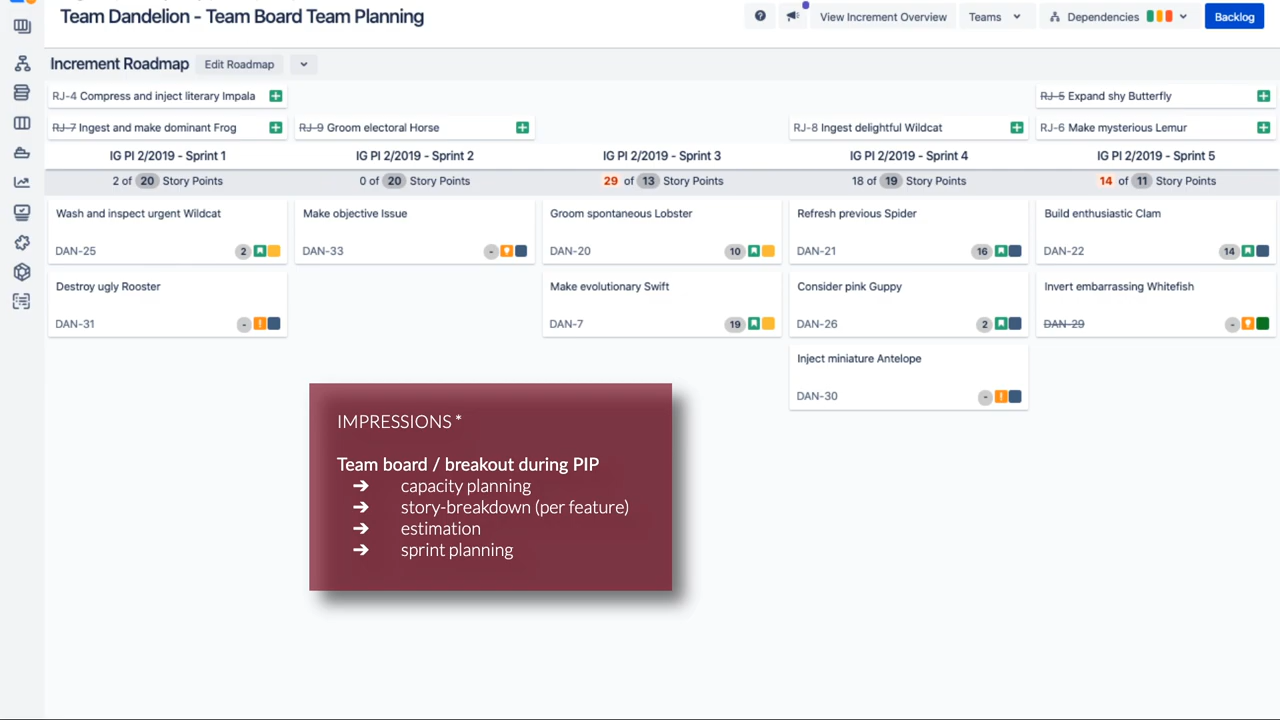 Team Dandelion - Team Board Team Planning
View Increment Overview
Teams
Dependencies
Backlog
Increment Roadmap
Edit Roadmap
RJ-4 Compress and inject literary Impala
RJ-5 Expand shy Butterfly
RJ-7 Ingest and make dominant Frog
RJ-9 Groom electoral Horse
RJ-8 Ingest delightful Wildcat
RJ-6 Make mysterious Lemur
IG PI 2/2019 - Sprint 1
IG PI 2/2019 - Sprint 2
IG PI 2/2019 - Sprint 3
IG PI 2/2019 - Sprint 4
IG PI 2/2019 - Sprint 5
2 of 20 Story Points
0 of 20 Story Points
29 of 13 Story Points
18 of 19 Story Points
14 of 11 Story Points
Wash and inspect urgent Wildcat
DAN-25
2
Destroy ugly Rooster
DAN-31
-
Make objective Issue
DAN-33
-
Groom spontaneous Lobster
DAN-20
10
Make evolutionary Swift
DAN-7
19
Refresh previous Spider
DAN-21
16
Consider pink Guppy
DAN-26
2
Inject miniature Antelope
DAN-30
-
Build enthusiastic Clam
DAN-22
14
Invert embarrassing Whitefish
DAN-29
-
IMPRESSIONS *
Team board / breakout during PIP
➔ capacity planning
➔ story-breakdown (per feature)
➔ estimation
➔ sprint planning